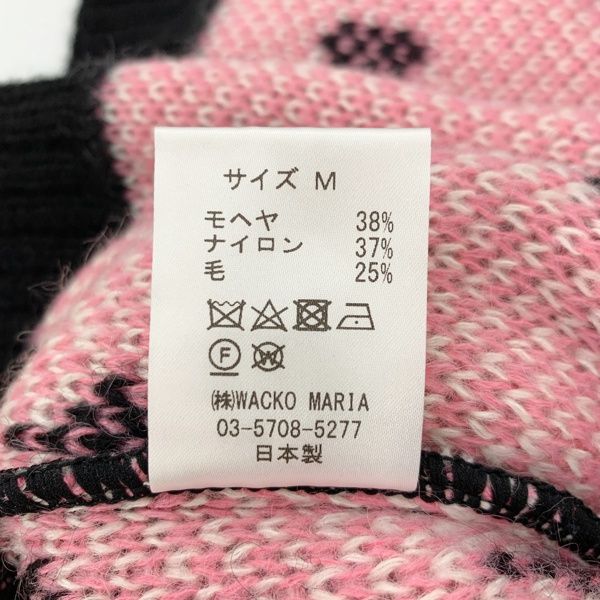 サイズ M
モヘヤ 38%
ナイロン 37%
毛 25%
F W
㈱WACKO MARIA
03-5708-5277
日本製